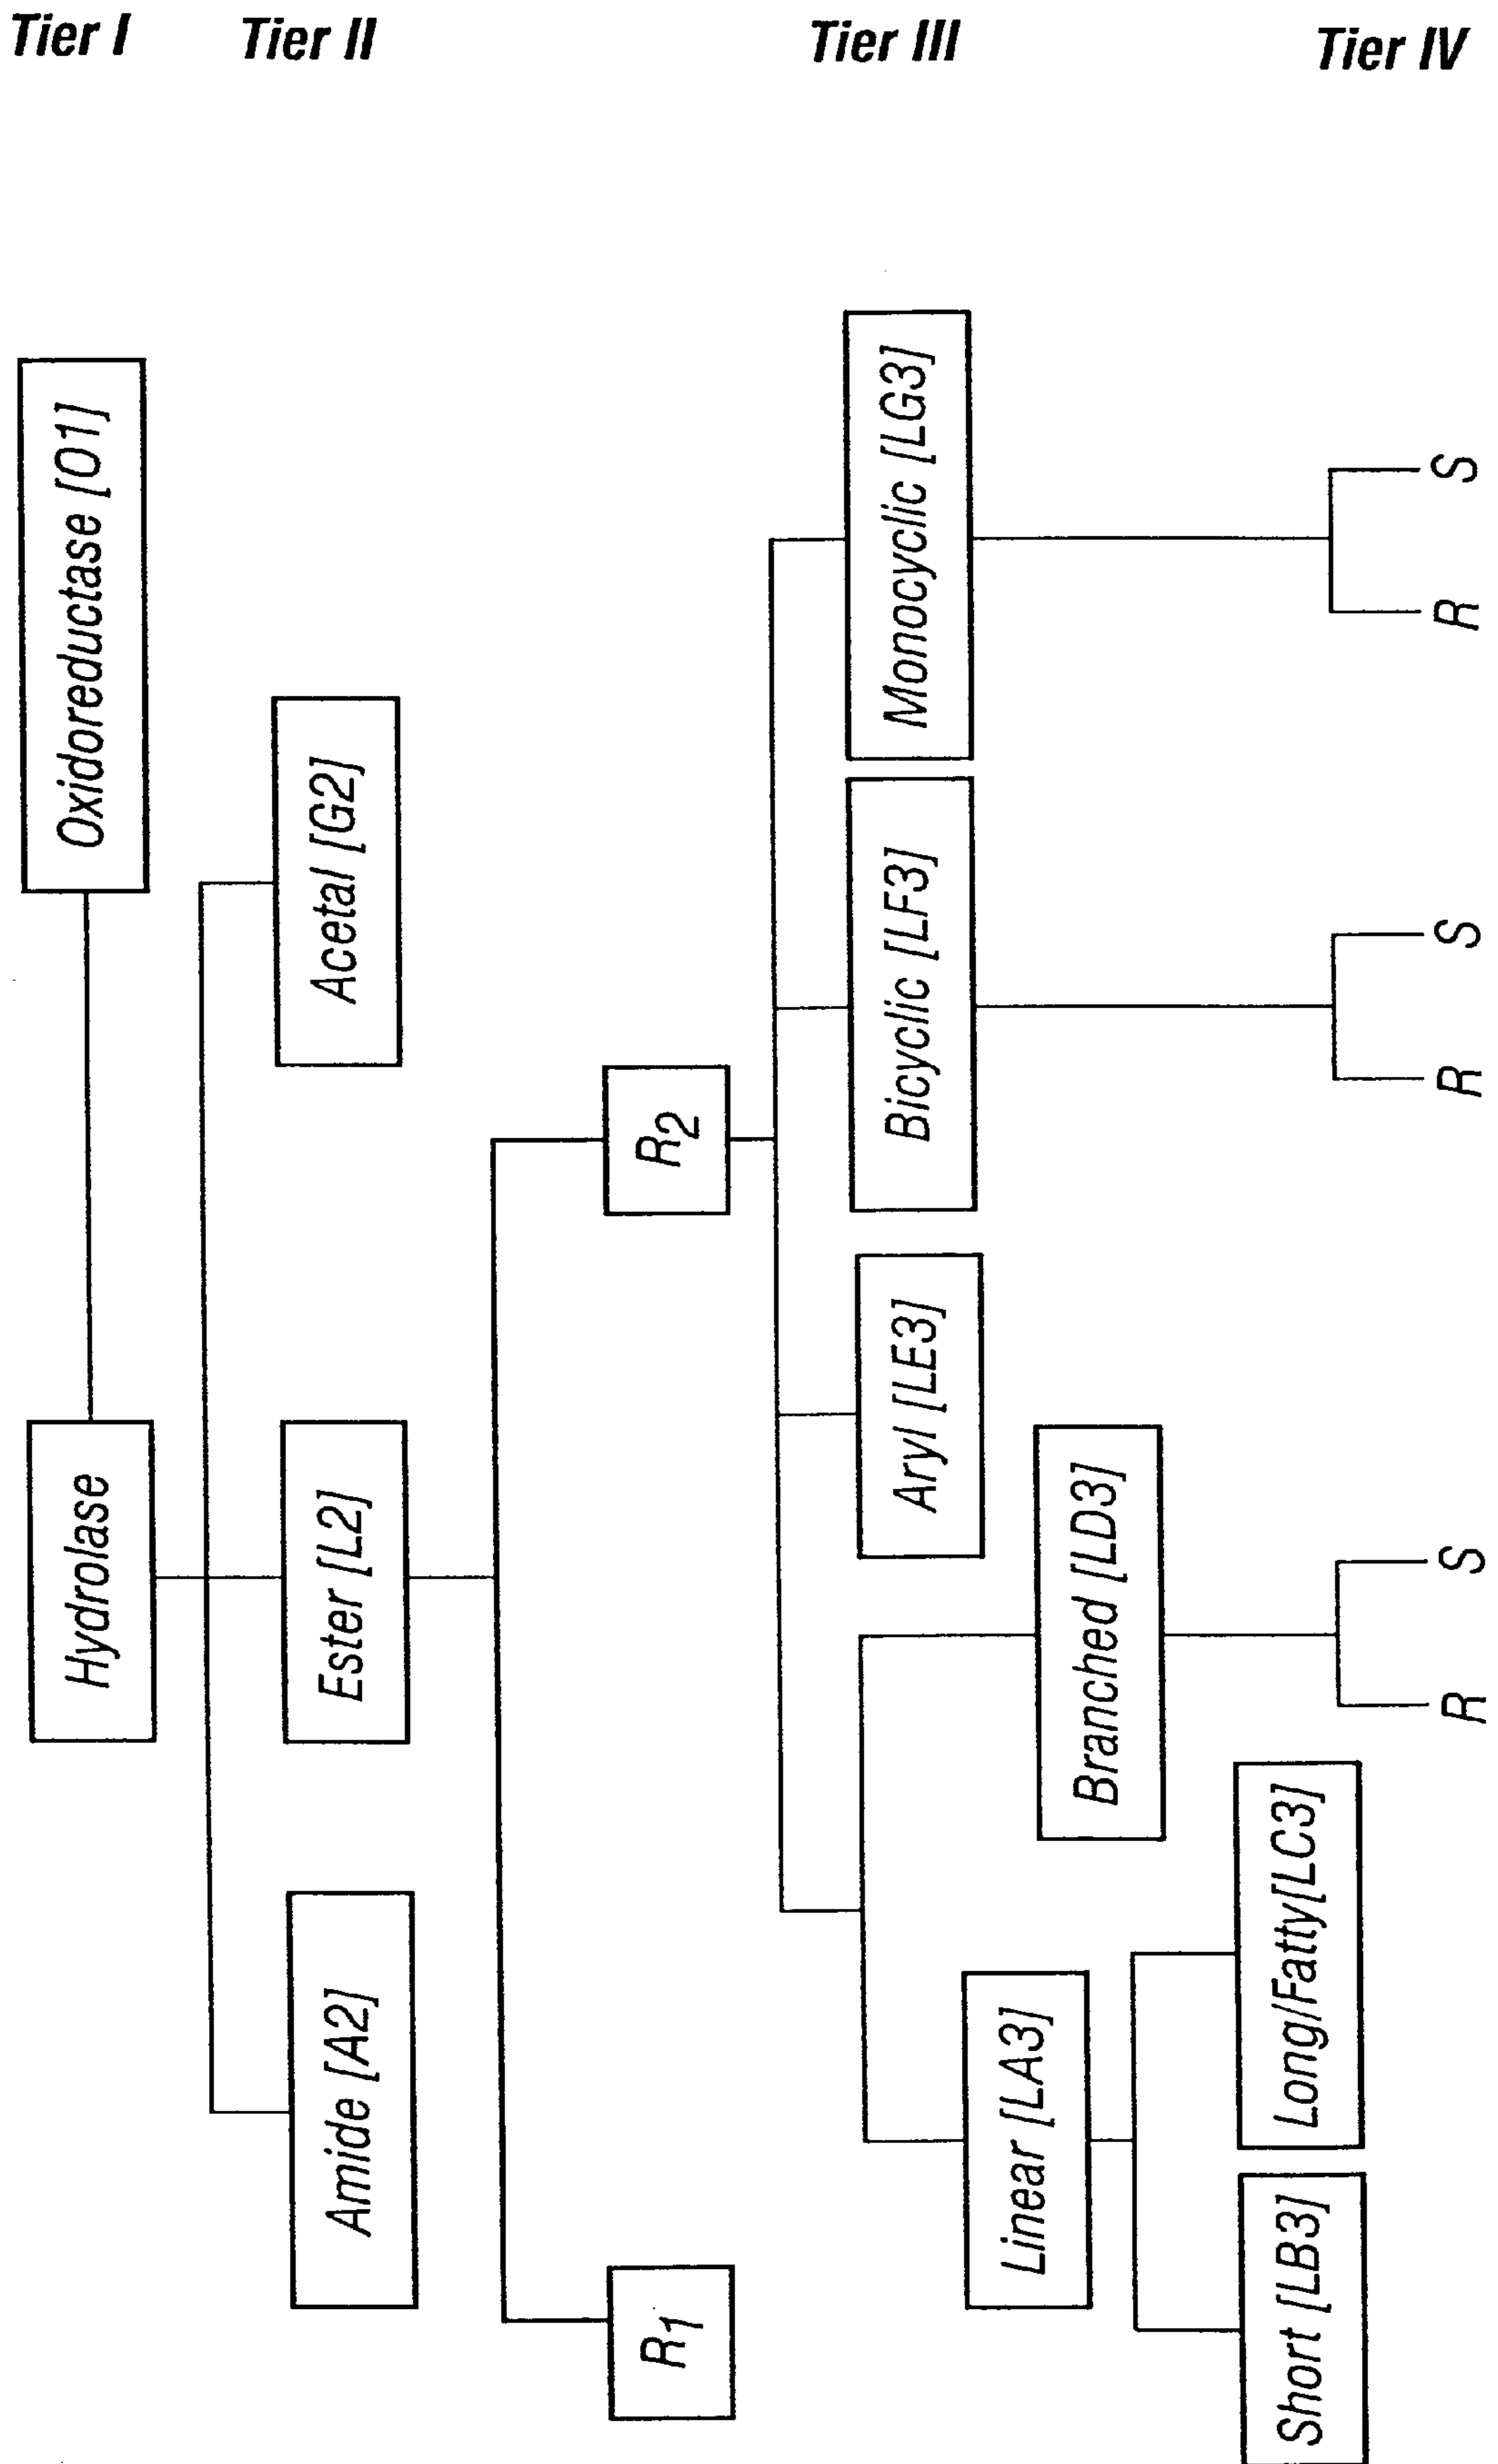 Tier I
Tier II
Tier III
Tier IV
Hydrolase
Oxidoreductase [O1]
Amide [A2]
Ester [L2]
Acetal [G2]
R1
R2
Linear [LA3]
Branched [LD3]
Aryl [LE3]
Bicyclic [LF3]
Monocyclic [LG3]
Short [LB3]
Long/Fatty[LC3]
R
S
R
S
R
S